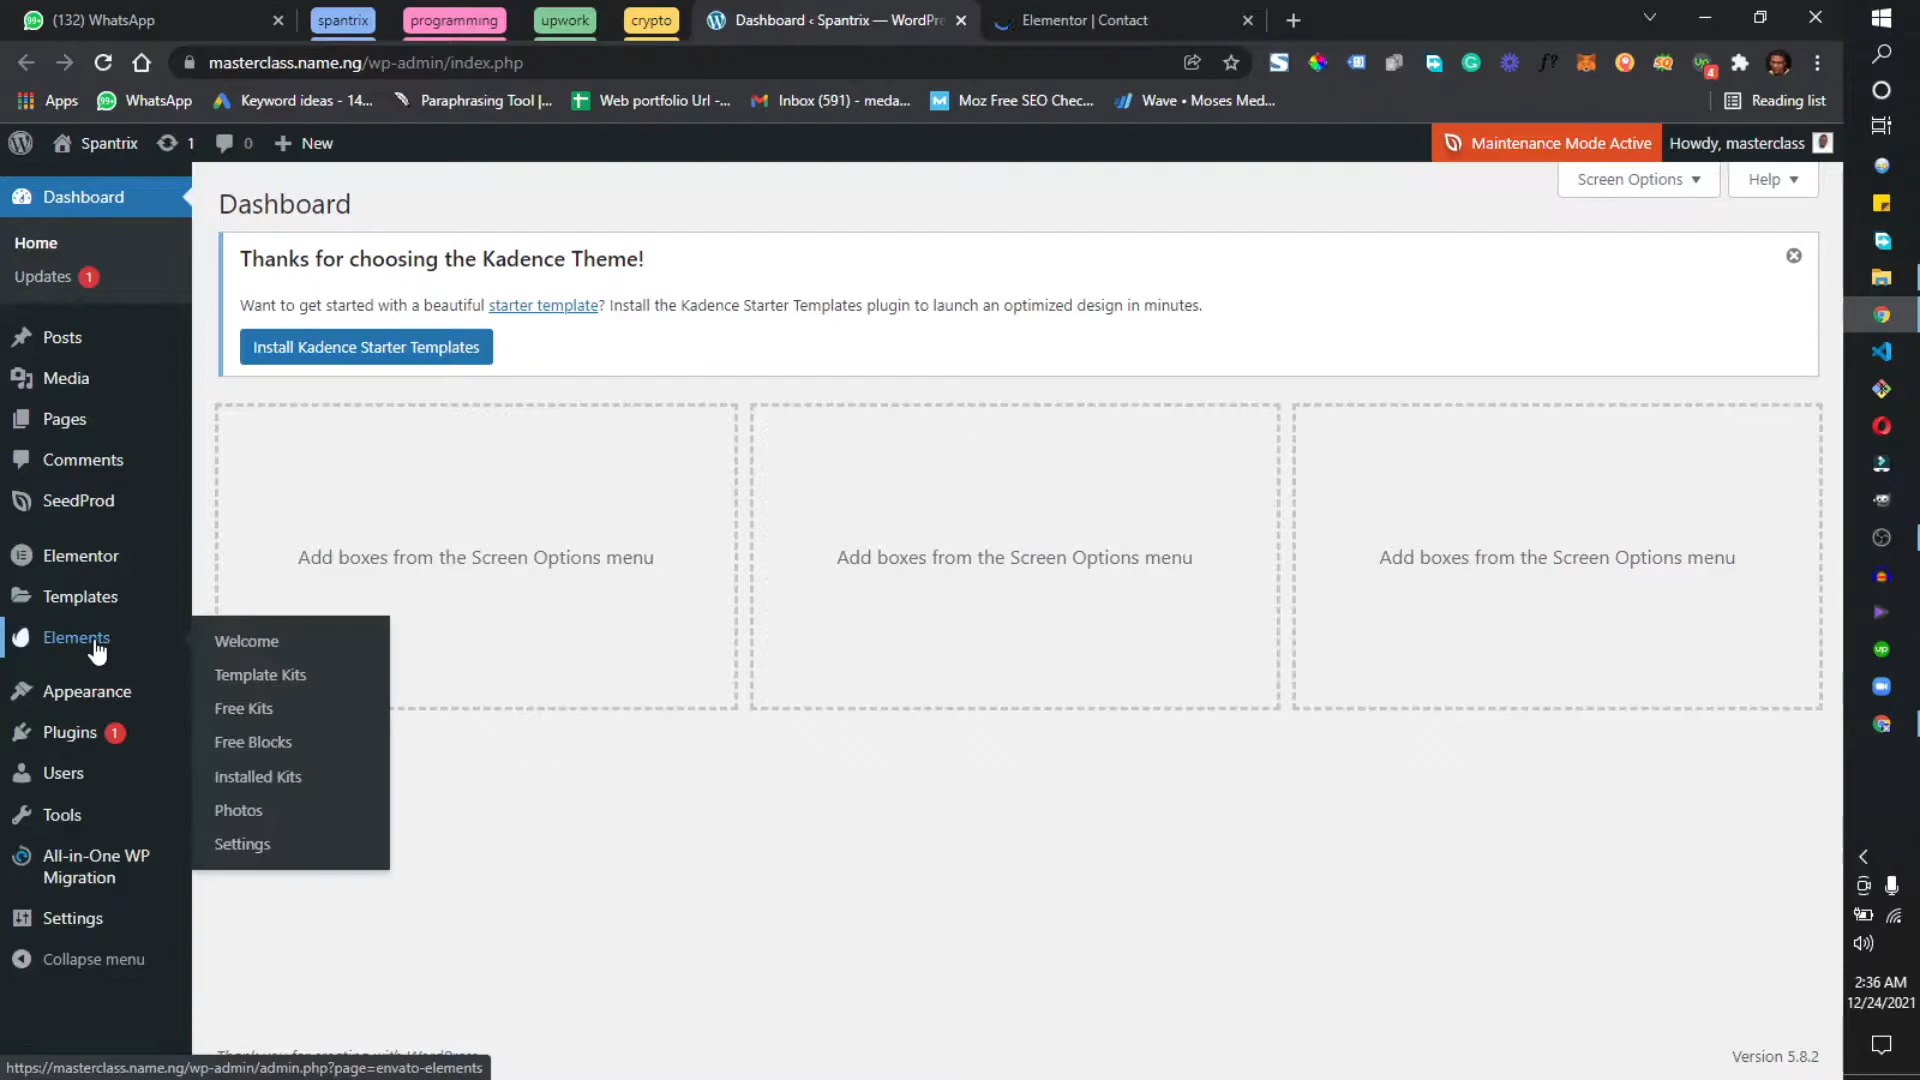 (132) WhatsApp
spantrix
programming
upwork
crypto
Dashboard ‹ Spantrix — WordPre
Elementor | Contact
masterclass.name.ng/wp-admin/index.php
Apps
WhatsApp
Keyword ideas - 14...
Paraphrasing Tool |...
Web portfolio Url -...
Inbox (591) - meda...
Moz Free SEO Chec...
Wave • Moses Med...
Reading list
Spantrix
1
0
New
Maintenance Mode Active
Howdy, masterclass
Dashboard
Home
Updates 1
Posts
Media
Pages
Comments
SeedProd
Elementor
Templates
Elements
Appearance
Plugins 1
Users
Tools
All-in-One WP
Migration
Settings
Collapse menu
Welcome
Template Kits
Free Kits
Free Blocks
Installed Kits
Photos
Settings
Screen Options
Help
Dashboard
Thanks for choosing the Kadence Theme!
Want to get started with a beautiful starter template? Install the Kadence Starter Templates plugin to launch an optimized design in minutes.
Install Kadence Starter Templates
Add boxes from the Screen Options menu
Add boxes from the Screen Options menu
Add boxes from the Screen Options menu
Version 5.8.2
https://masterclass.name.ng/wp-admin/admin.php?page=envato-elements
2:36 AM
12/24/2021